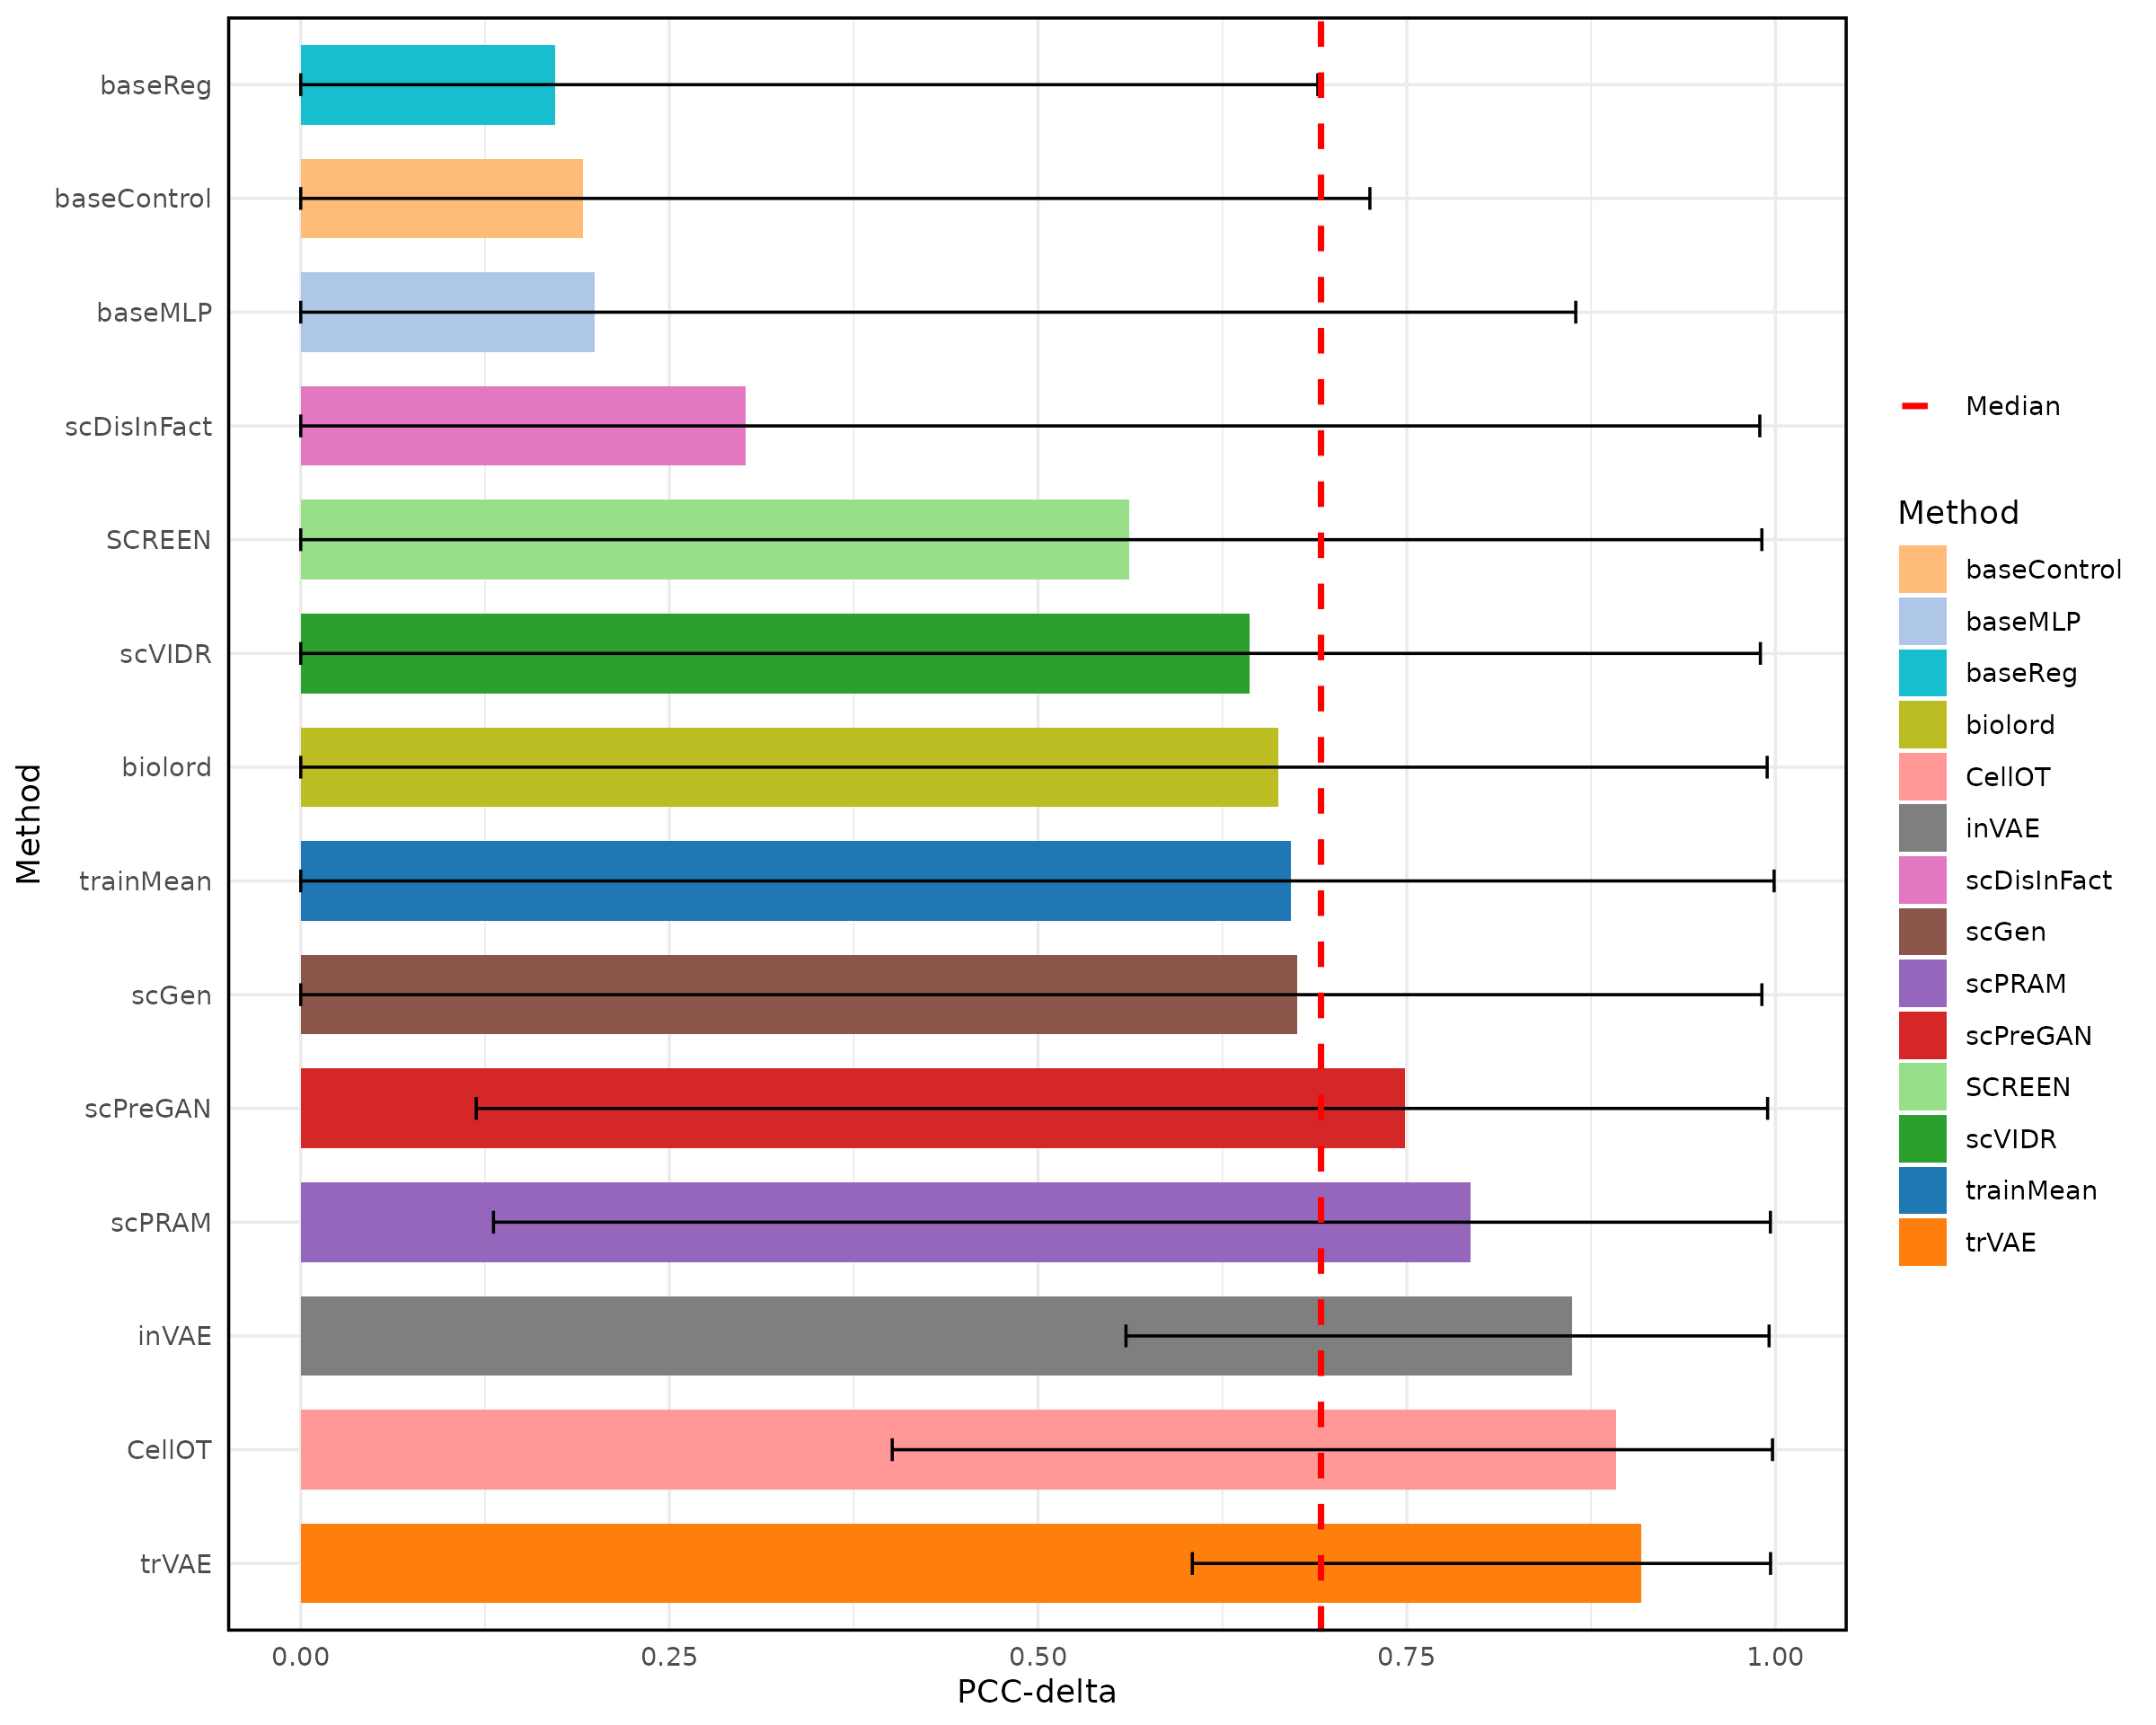 Method
baseReg
baseControl
baseMLP
scDisInFact
SCREEN
scVIDR
biolord
trainMean
scGen
scPreGAN
scPRAM
inVAE
CellOT
trVAE
0.00 0.25 0.50 0.75 1.00
PCC-delta
Median
Method
baseControl
baseMLP
baseReg
biolord
CellOT
inVAE
scDisInFact
scGen
scPRAM
scPreGAN
SCREEN
scVIDR
trainMean
trVAE